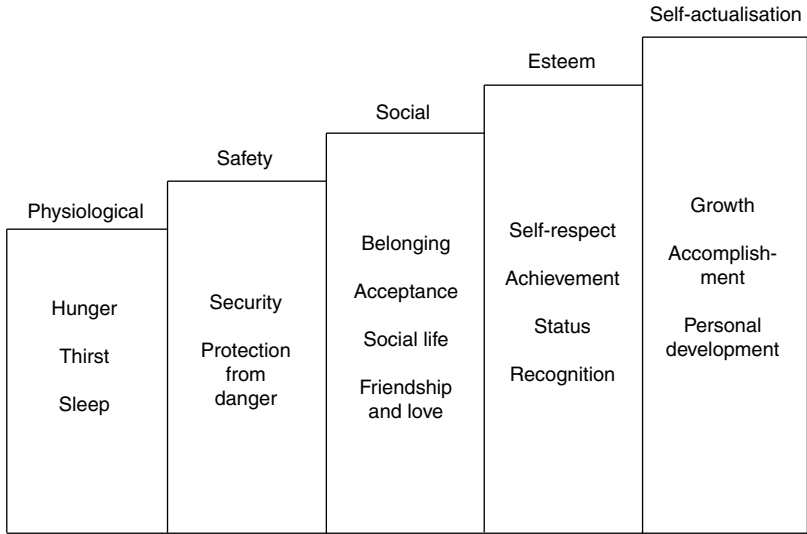 Physiological
Hunger
Thirst
Sleep
Safety
Security
Protection
from
danger
Social
Belonging
Acceptance
Social life
Friendship
and love
Esteem
Self-respect
Achievement
Status
Recognition
Self-actualisation
Growth
Accomplish-
ment
Personal
development